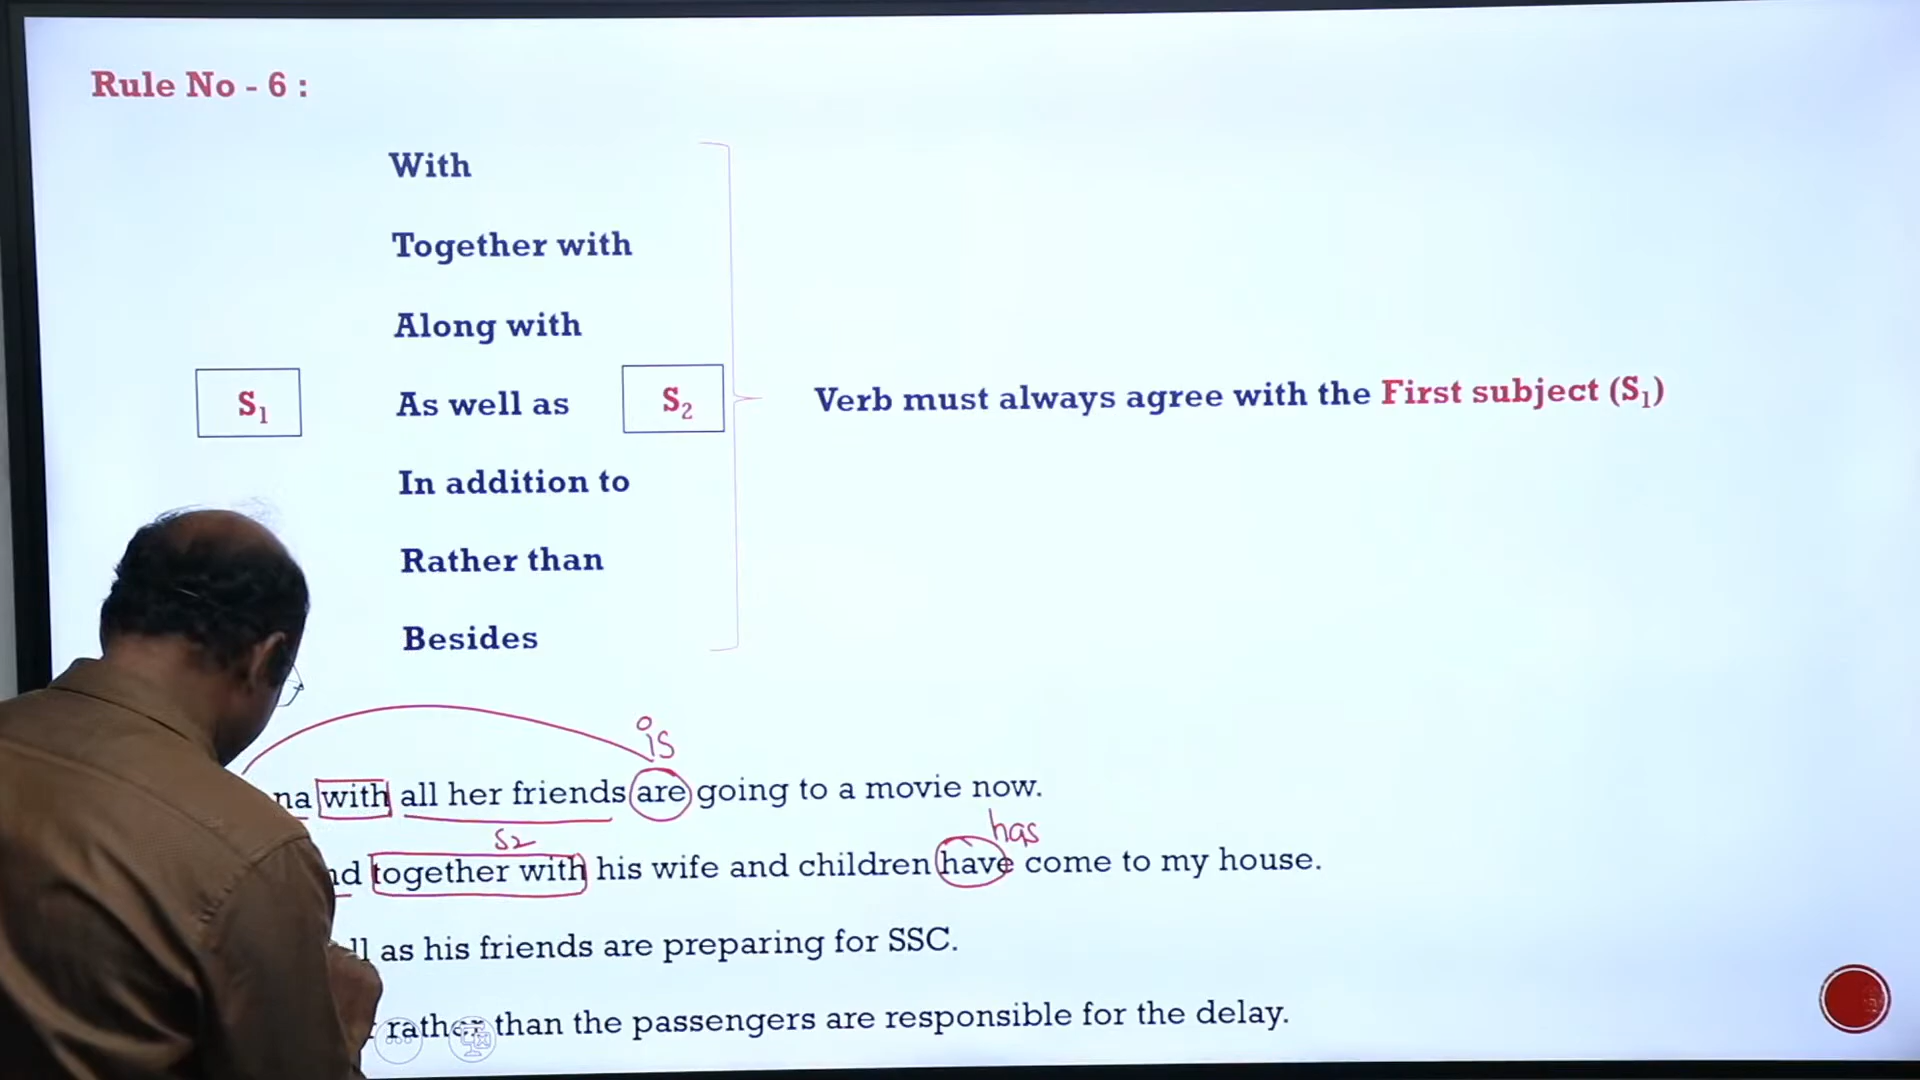 Rule No - 6 :
With
Together with
Along with
S₁ As well as S₂ Verb must always agree with the First subject (S₁)
In addition to
Rather than
Besides
is
with all her friends are going to a movie now.
S2 has
together with his wife and children have come to my house.
as his friends are preparing for SSC.
rather than the passengers are responsible for the delay.